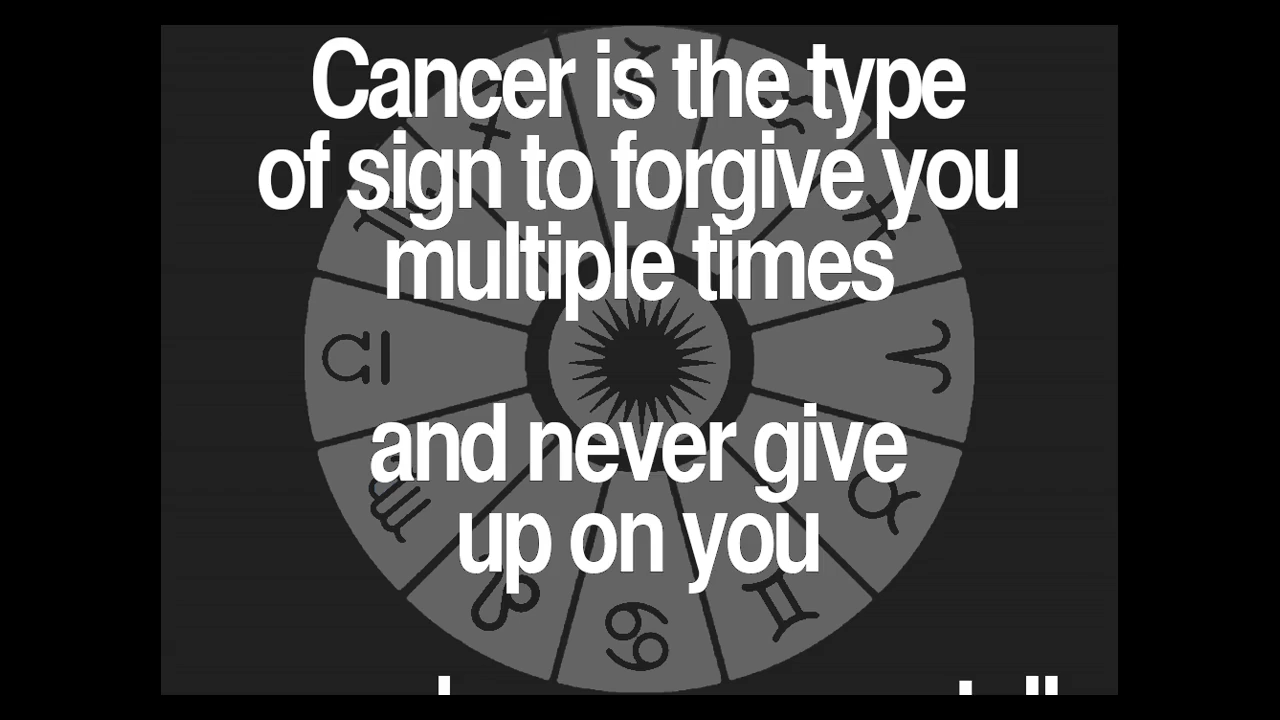 Cancer is the type
of sign to forgive you
multiple times
and never give
up on you